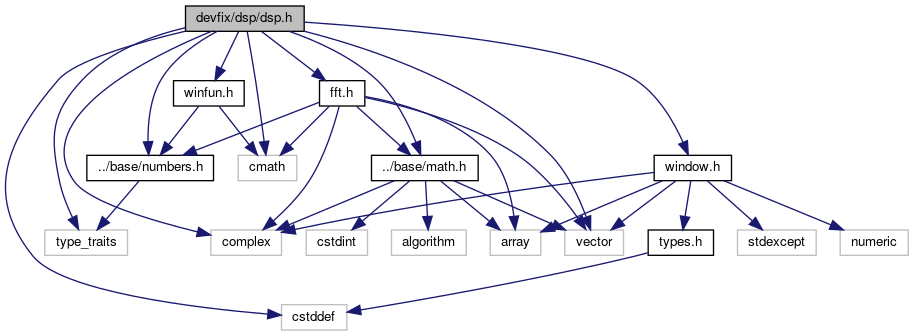 devfix/dsp/dsp.h
winfun.h
fft.h
../base/numbers.h
cmath
../base/math.h
window.h
type_traits
complex
cstdint
algorithm
array
vector
types.h
stdexcept
numeric
cstddef